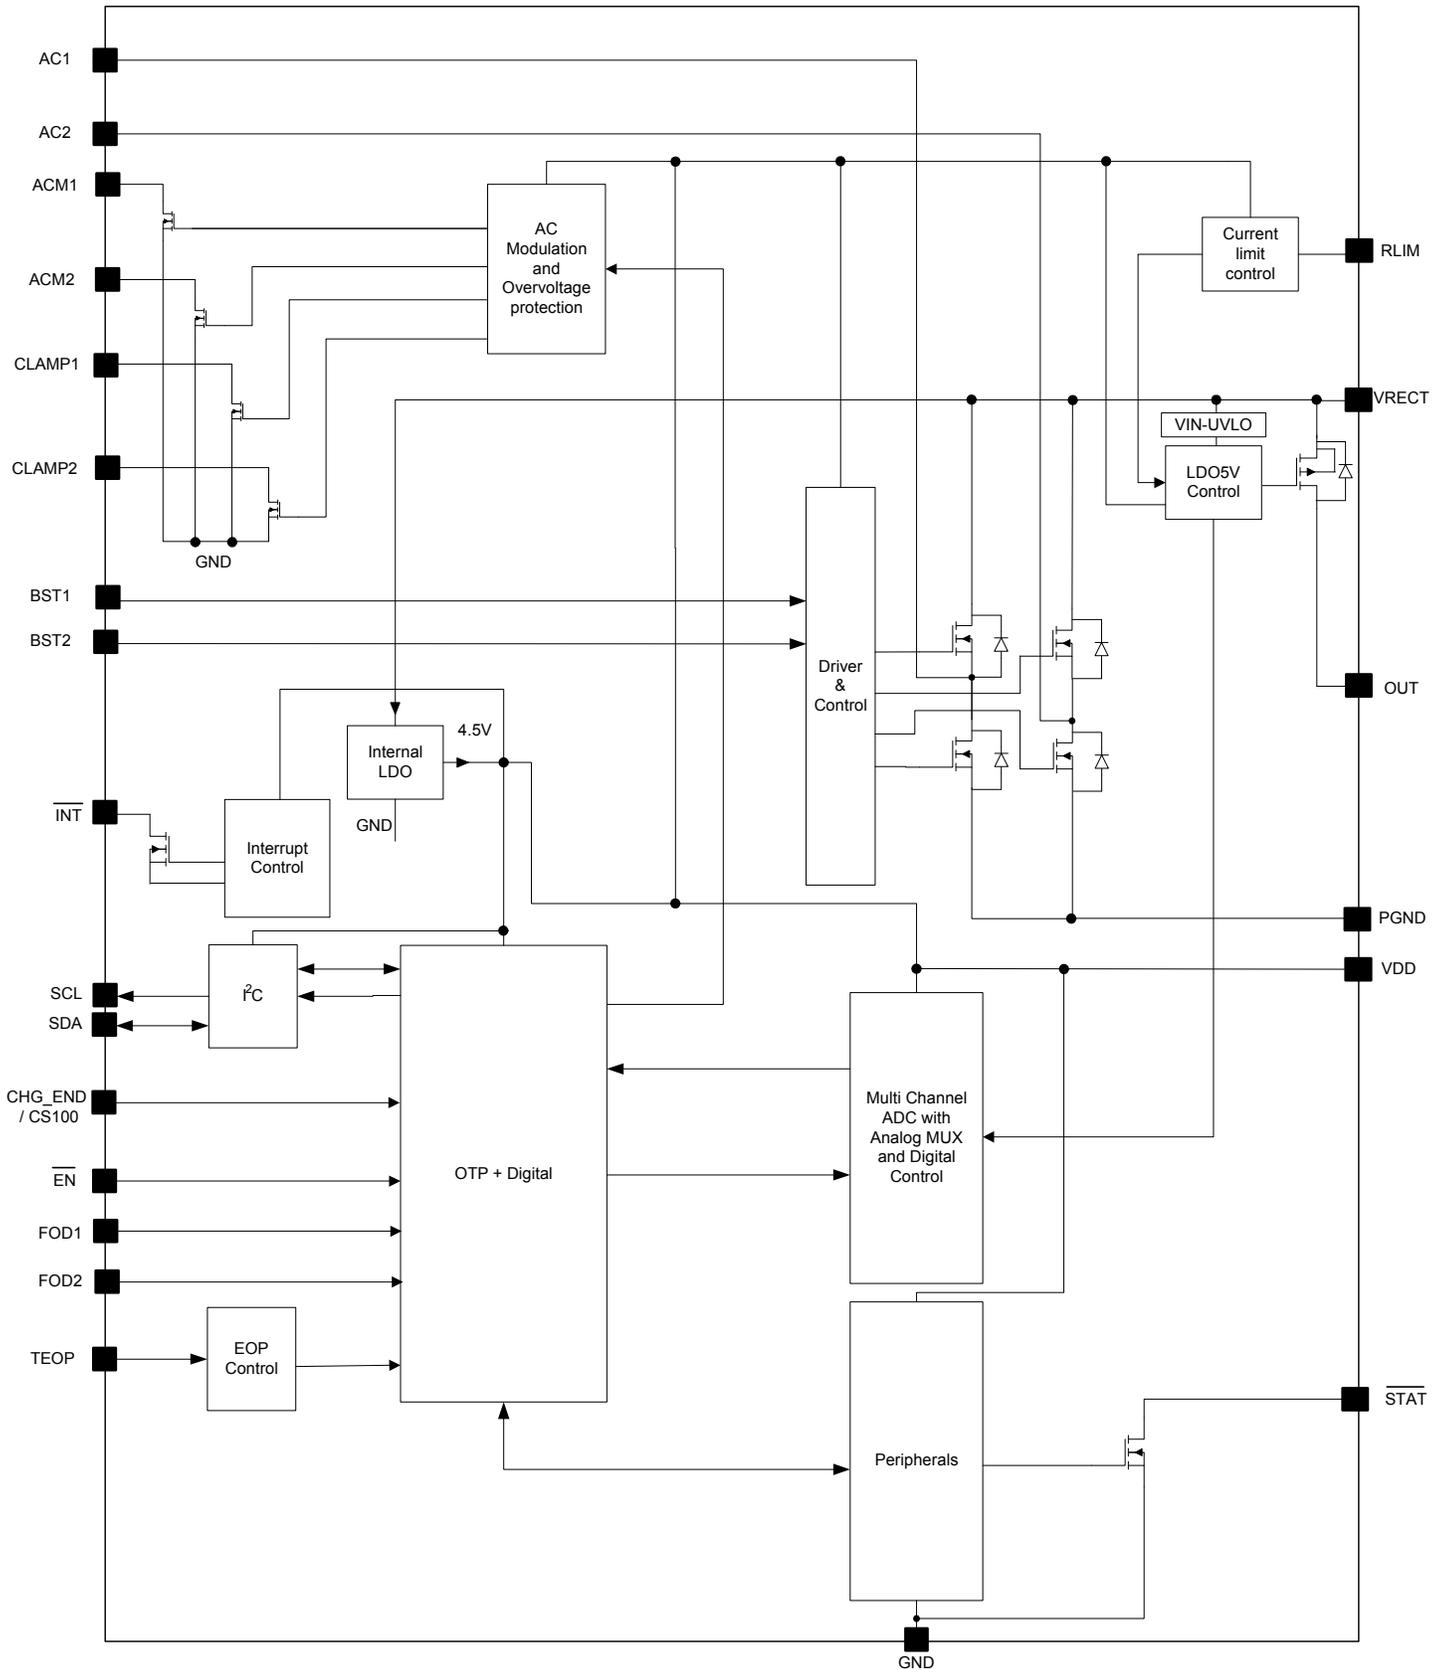 AC1
AC2
ACM1
ACM2
CLAMP1
CLAMP2
GND
BST1
BST2
INT
SCL
SDA
CHG_END
/ CS100
EN
FOD1
FOD2
TEOP
AC
Modulation
and
Overvoltage
protection
Current
limit
control
RLIM
VRECT
VIN-UVLO
LDO5V
Control
OUT
Driver
&
Control
4.5V
Internal
LDO
GND
Interrupt
Control
PGND
VDD
I2C
Multi Channel
ADC with
Analog MUX
and Digital
Control
OTP + Digital
EOP
Control
STAT
Peripherals
GND